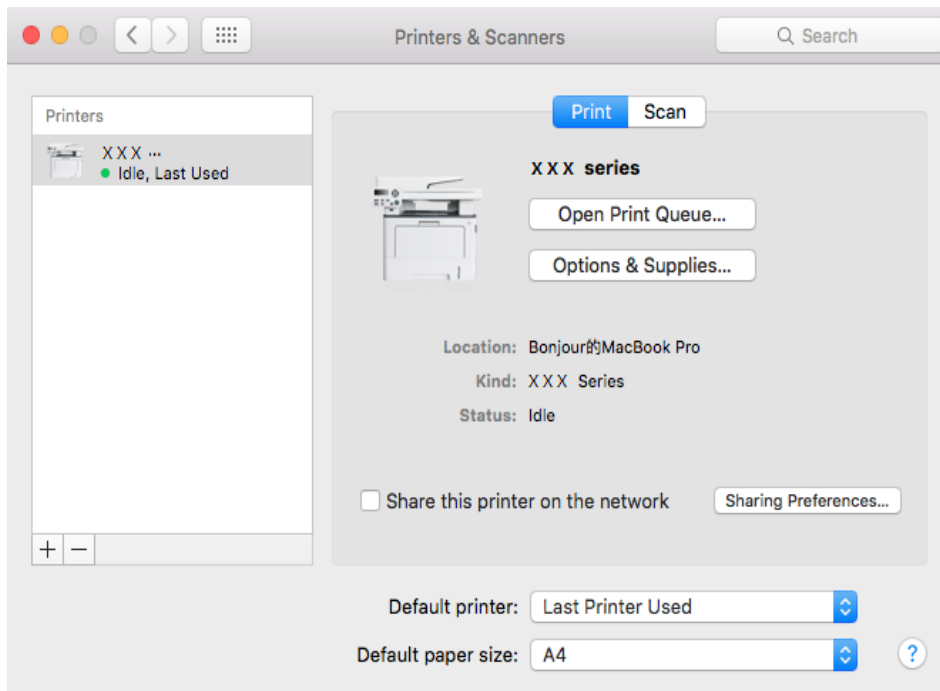 Printers & Scanners
Search
Printers
X X X ...
Idle, Last Used
Print
Scan
X X X series
Open Print Queue...
Options & Supplies...
Location: Bonjour的MacBook Pro
Kind: X X X Series
Status: Idle
Share this printer on the network
Sharing Preferences...
+ −
Default printer: Last Printer Used
Default paper size: A4
?